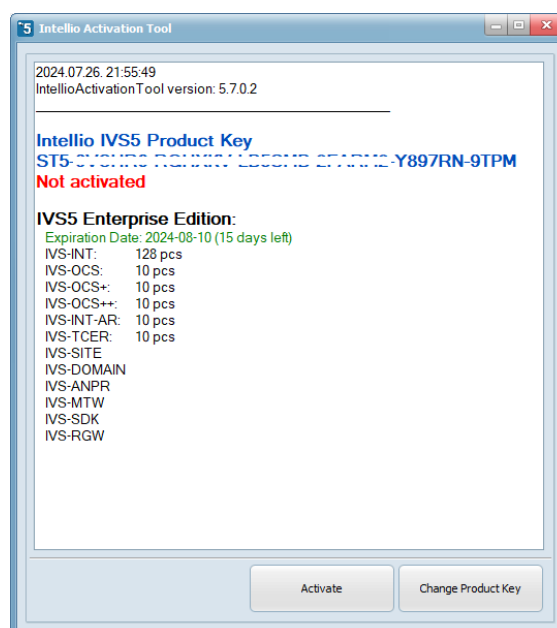 Intellio Activation Tool
2024.07.26. 21:55:49
IntellioActivationTool version: 5.7.0.2
Intellio IVS5 Product Key
ST5- -Y897RN-9TPM
Not activated
IVS5 Enterprise Edition:
Expiration Date: 2024-08-10 (15 days left)
IVS-INT: 128 pcs
IVS-OCS: 10 pcs
IVS-OCS+: 10 pcs
IVS-OCS++: 10 pcs
IVS-INT-AR: 10 pcs
IVS-TCER: 10 pcs
IVS-SITE
IVS-DOMAIN
IVS-ANPR
IVS-MTW
IVS-SDK
IVS-RGW
Activate Change Product Key